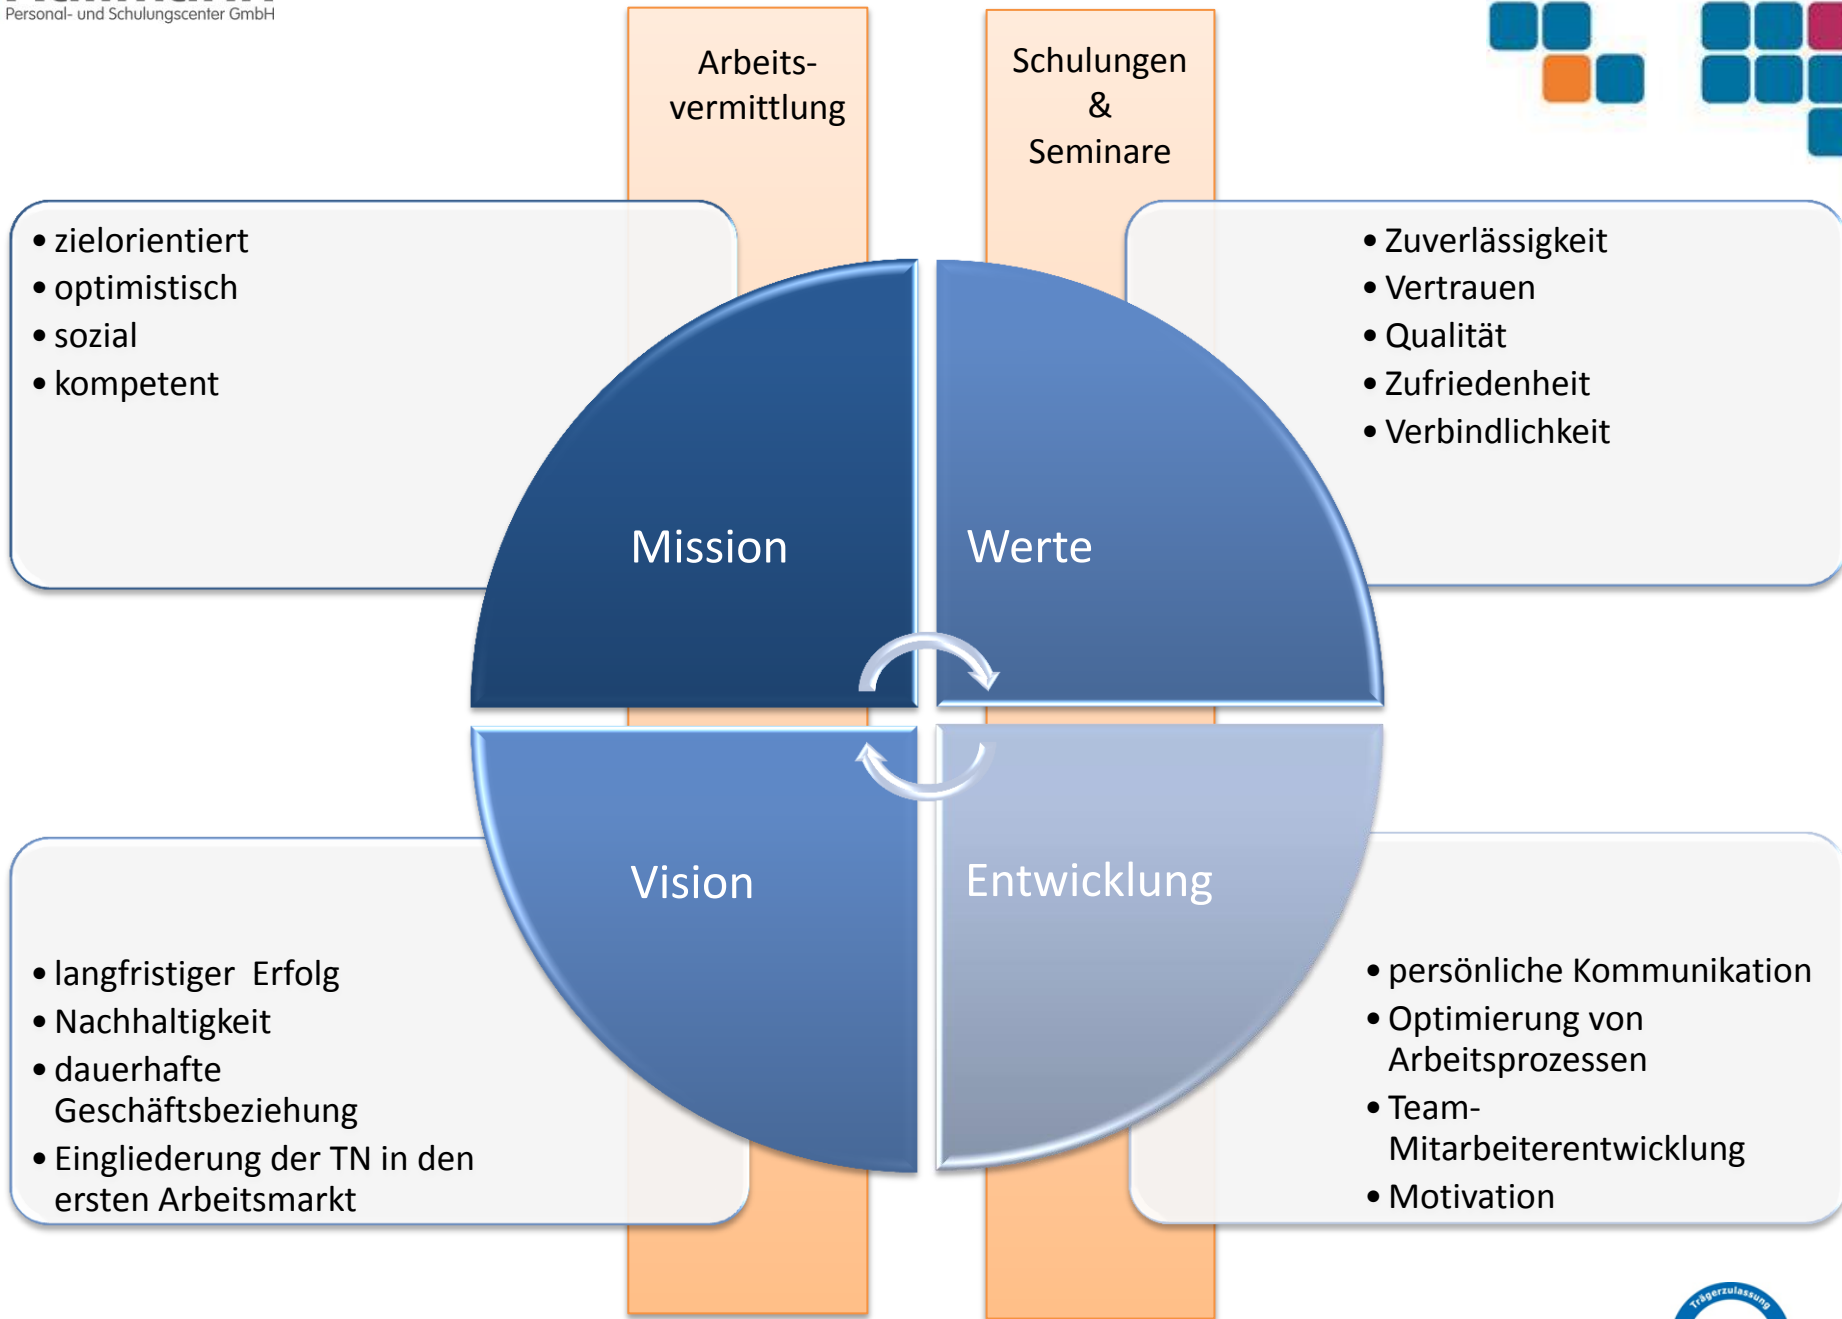 Personal- und Schulungscenter GmbH
Arbeits-
vermittlung
Schulungen
&
Seminare
• zielorientiert
• optimistisch
• sozial
• kompetent
• Zuverlässigkeit
• Vertrauen
• Qualität
• Zufriedenheit
• Verbindlichkeit
Mission
Werte
Vision
Entwicklung
• langfristiger  Erfolg
• Nachhaltigkeit
• dauerhafte
Geschäftsbeziehung
• Eingliederung der TN in den
ersten Arbeitsmarkt
• persönliche Kommunikation
• Optimierung von
Arbeitsprozessen
• Team-
Mitarbeiterentwicklung
• Motivation
Trägerzulassung